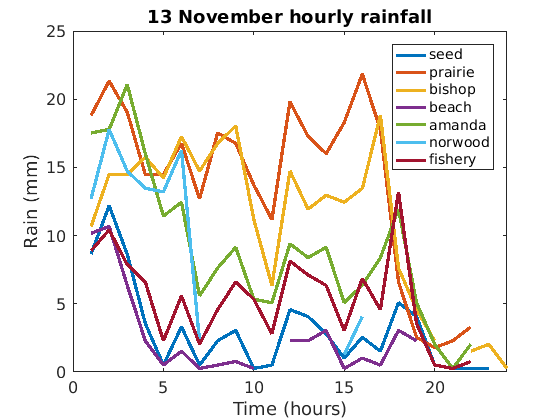 13 November hourly rainfall
25
20
15
10
5
0
Rain (mm)
seed
prairie
bishop
beach
amanda
norwood
fishery
0 5 10 15 20
Time (hours)